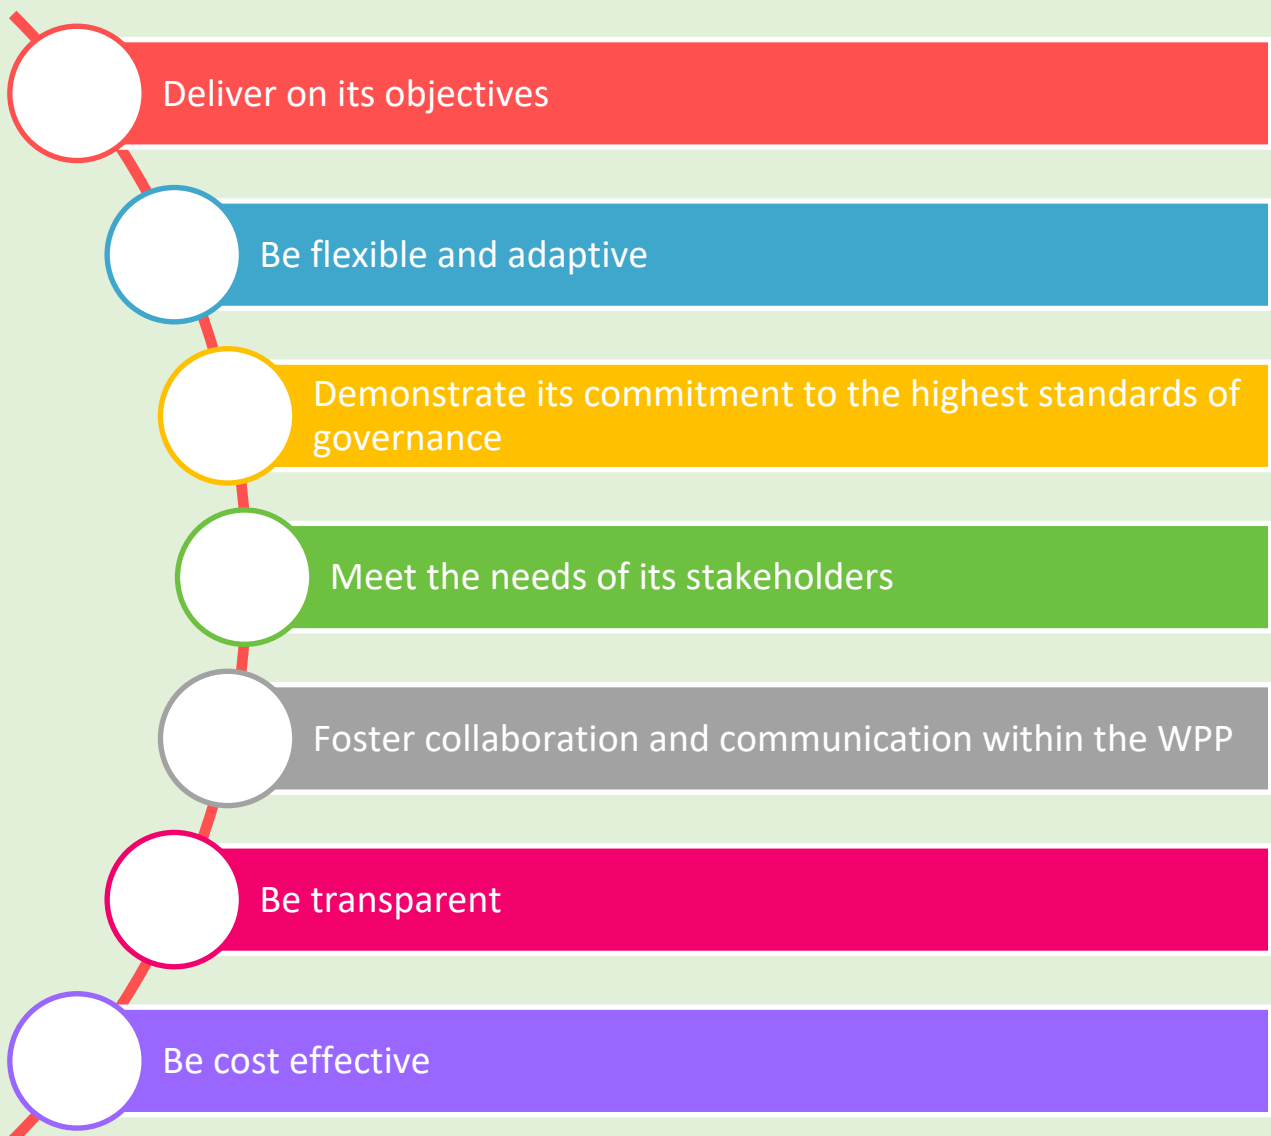 Deliver on its objectives
Be flexible and adaptive
Demonstrate its commitment to the highest standards of
governance
Meet the needs of its stakeholders
Foster collaboration and communication within the WPP
Be transparent
Be cost effective